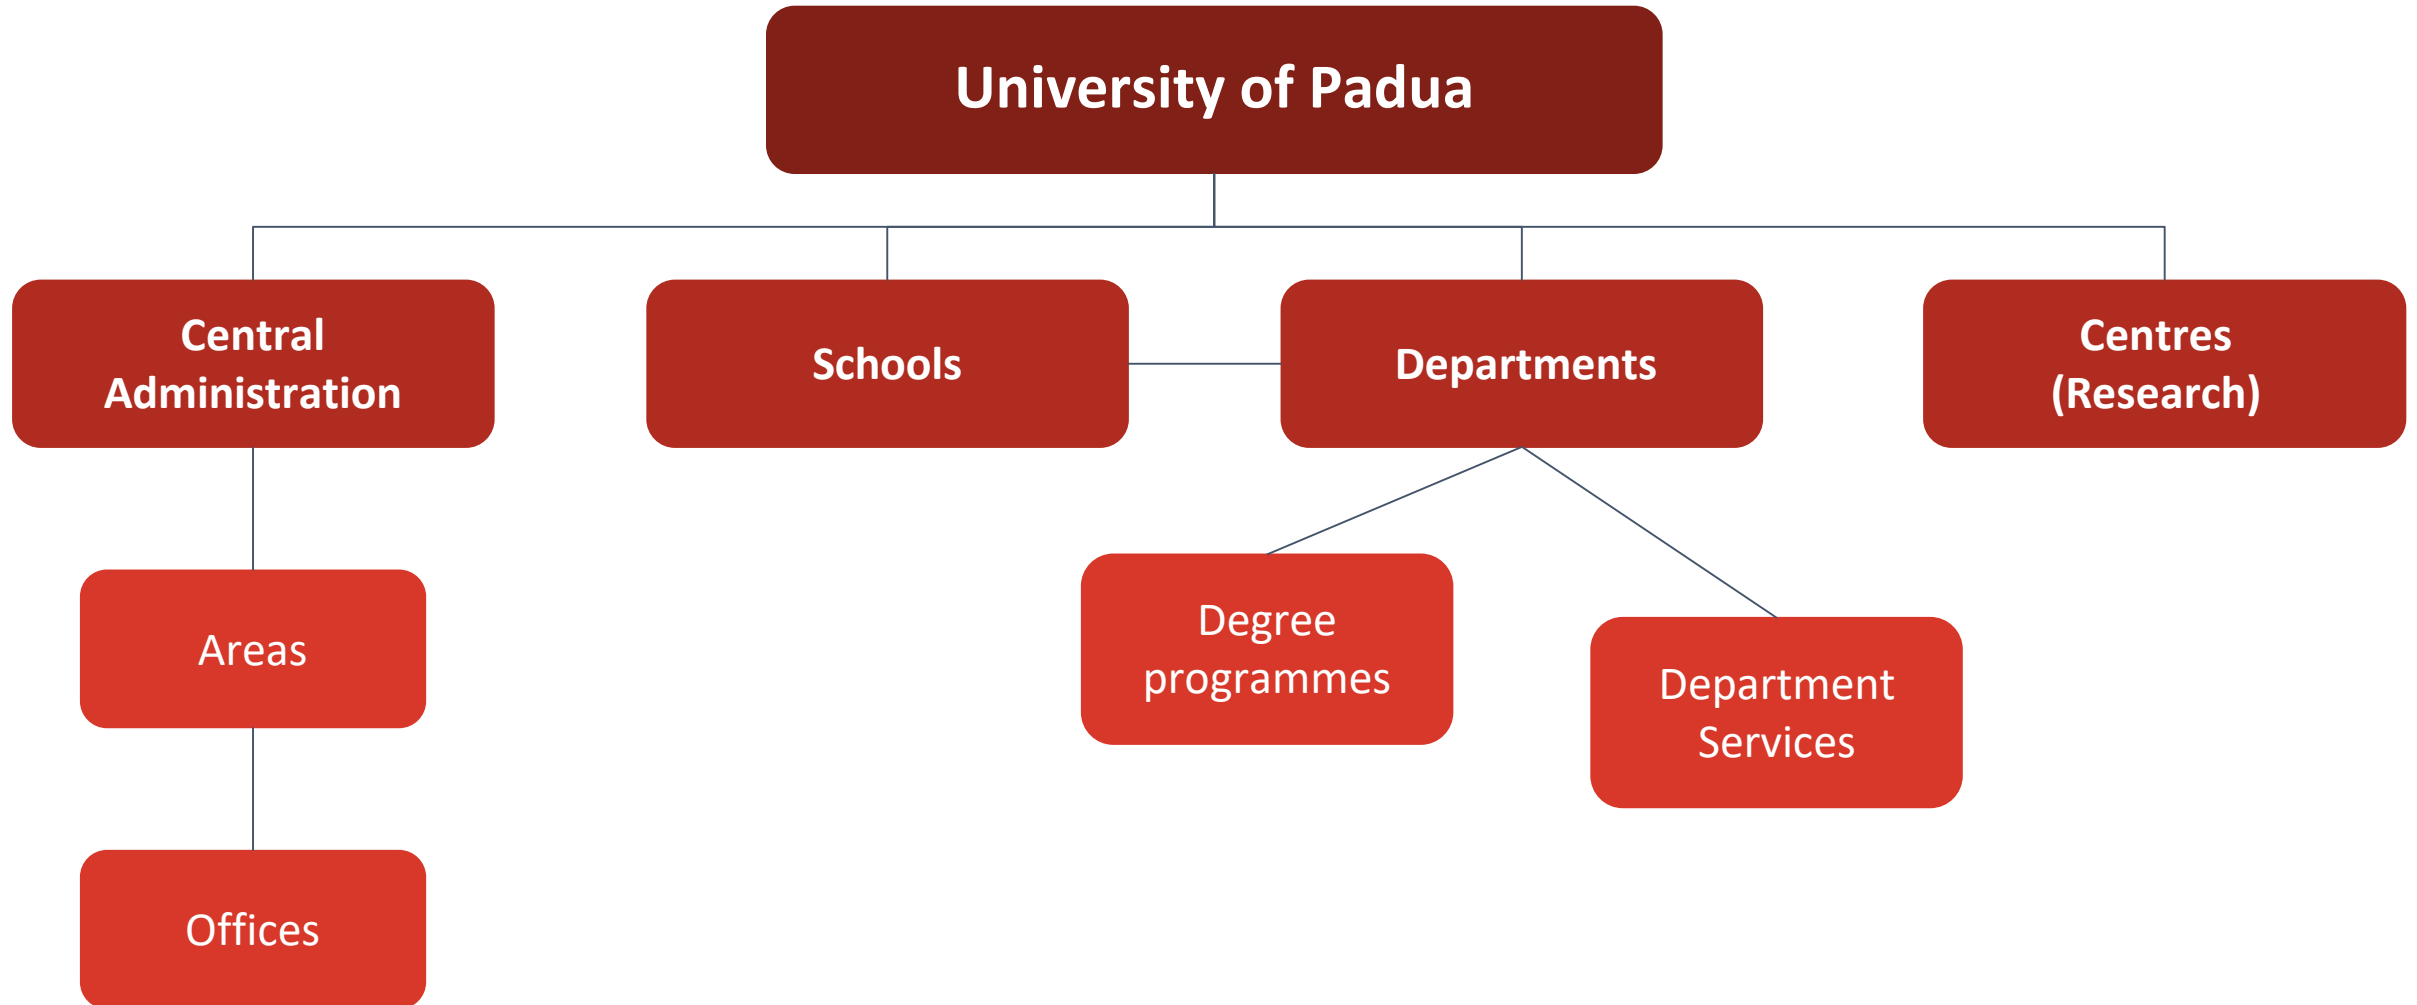 University of Padua
Central
Administration
Schools
Departments
Centres
(Research)
Areas
Degree
programmes
Department
Services
Offices